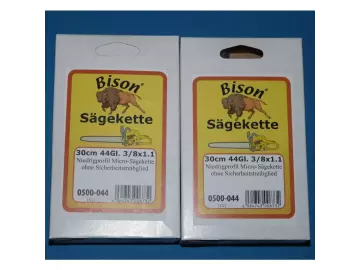 Bison
Sägekette
30cm 44Gl. 3/8x1.1
Niedrigprofil Micro-Sägekette
ohne Sicherheitstreibglied
0500-044
Bison
Sägekette
30cm 44Gl. 3/8x1.1
Niedrigprofil Micro-Sägekette
ohne Sicherheitstreibglied
0500-044